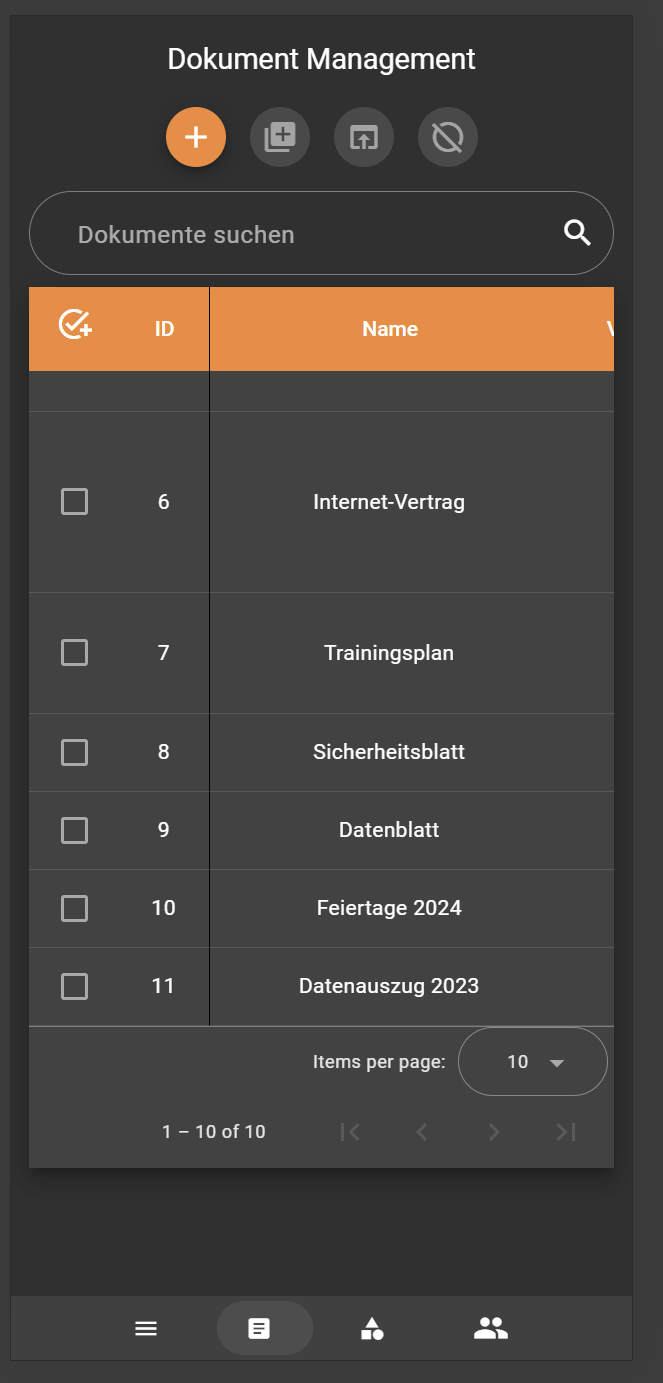 Dokument Management
Dokumente suchen
ID Name
6 Internet-Vertrag
7 Trainingsplan
8 Sicherheitsblatt
9 Datenblatt
10 Feiertage 2024
11 Datenauszug 2023
Items per page: 10
1 – 10 of 10